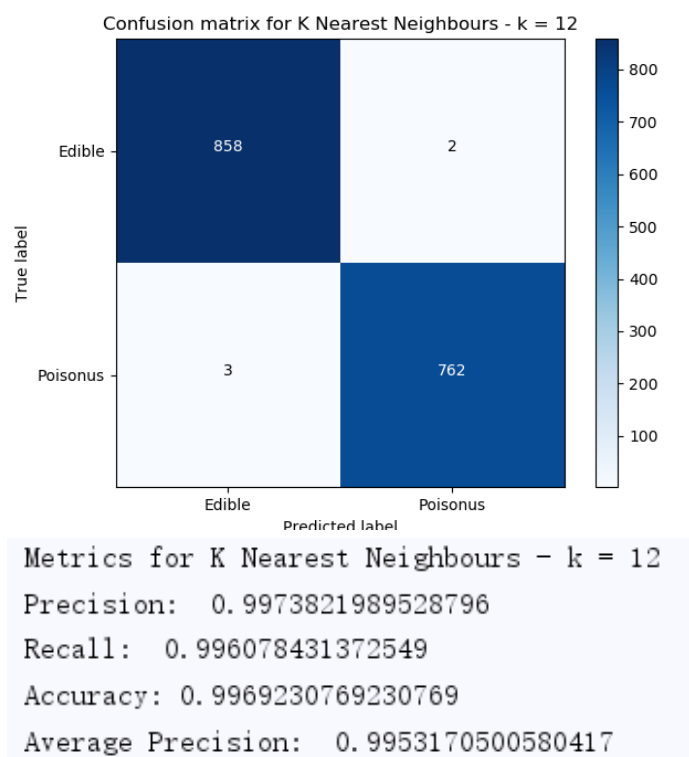 Confusion matrix for K Nearest Neighbours - k = 12
800
858
2
700
Edible
600
500
True label
400
300
Poisonus
3
762
200
100
Edible
Poisonus
Predicted label
Metrics for K Nearest Neighbours - k = 12
Precision: 0.9973821989528796
Recall: 0.996078431372549
Accuracy: 0.9969230769230769
Average Precision: 0.9953170500580417